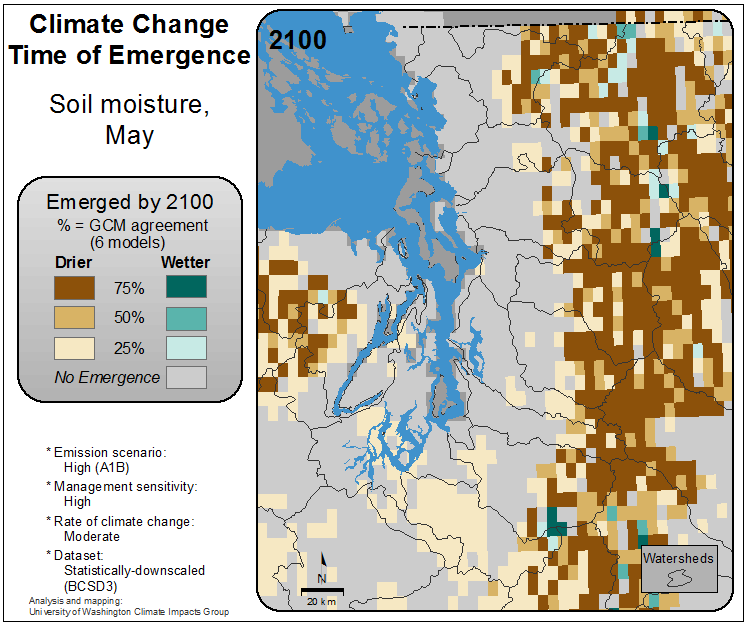 Climate Change
Time of Emergence
Soil moisture,
May
Emerged by 2100
% = GCM agreement
(6 models)
Drier Wetter
75%
50%
25%
No Emergence
* Emission scenario:
High (A1B)
* Management sensitivity:
High
* Rate of climate change:
Moderate
* Dataset:
Statistically-downscaled
(BCSD3)
Analysis and mapping:
University of Washington Climate Impacts Group
2100
N
20 km
Watersheds